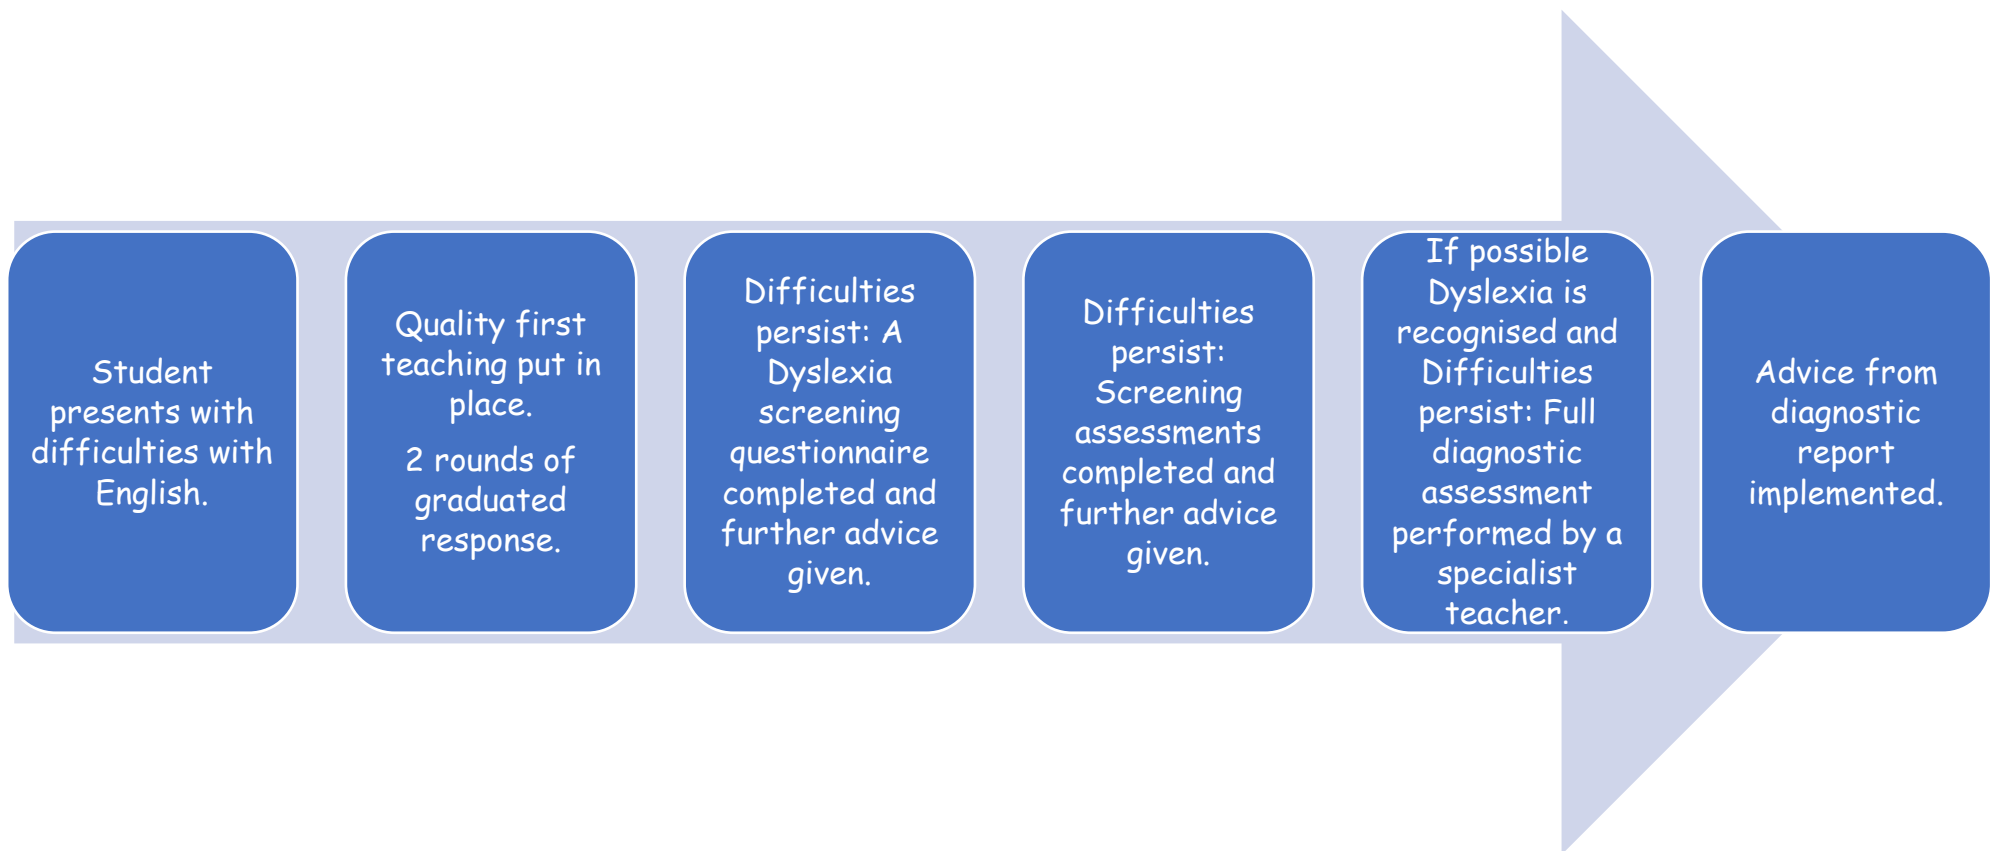 Student
presents with
difficulties with
English.
Quality first
teaching put in
place.
2 rounds of
graduated
response.
Difficulties
persist: A
Dyslexia
screening
questionnaire
completed and
further advice
given.
Difficulties
persist:
Screening
assessments
completed and
further advice
given.
If possible
Dyslexia is
recognised and
Difficulties
persist: Full
diagnostic
assessment
performed by a
specialist
teacher.
Advice from
diagnostic
report
implemented.